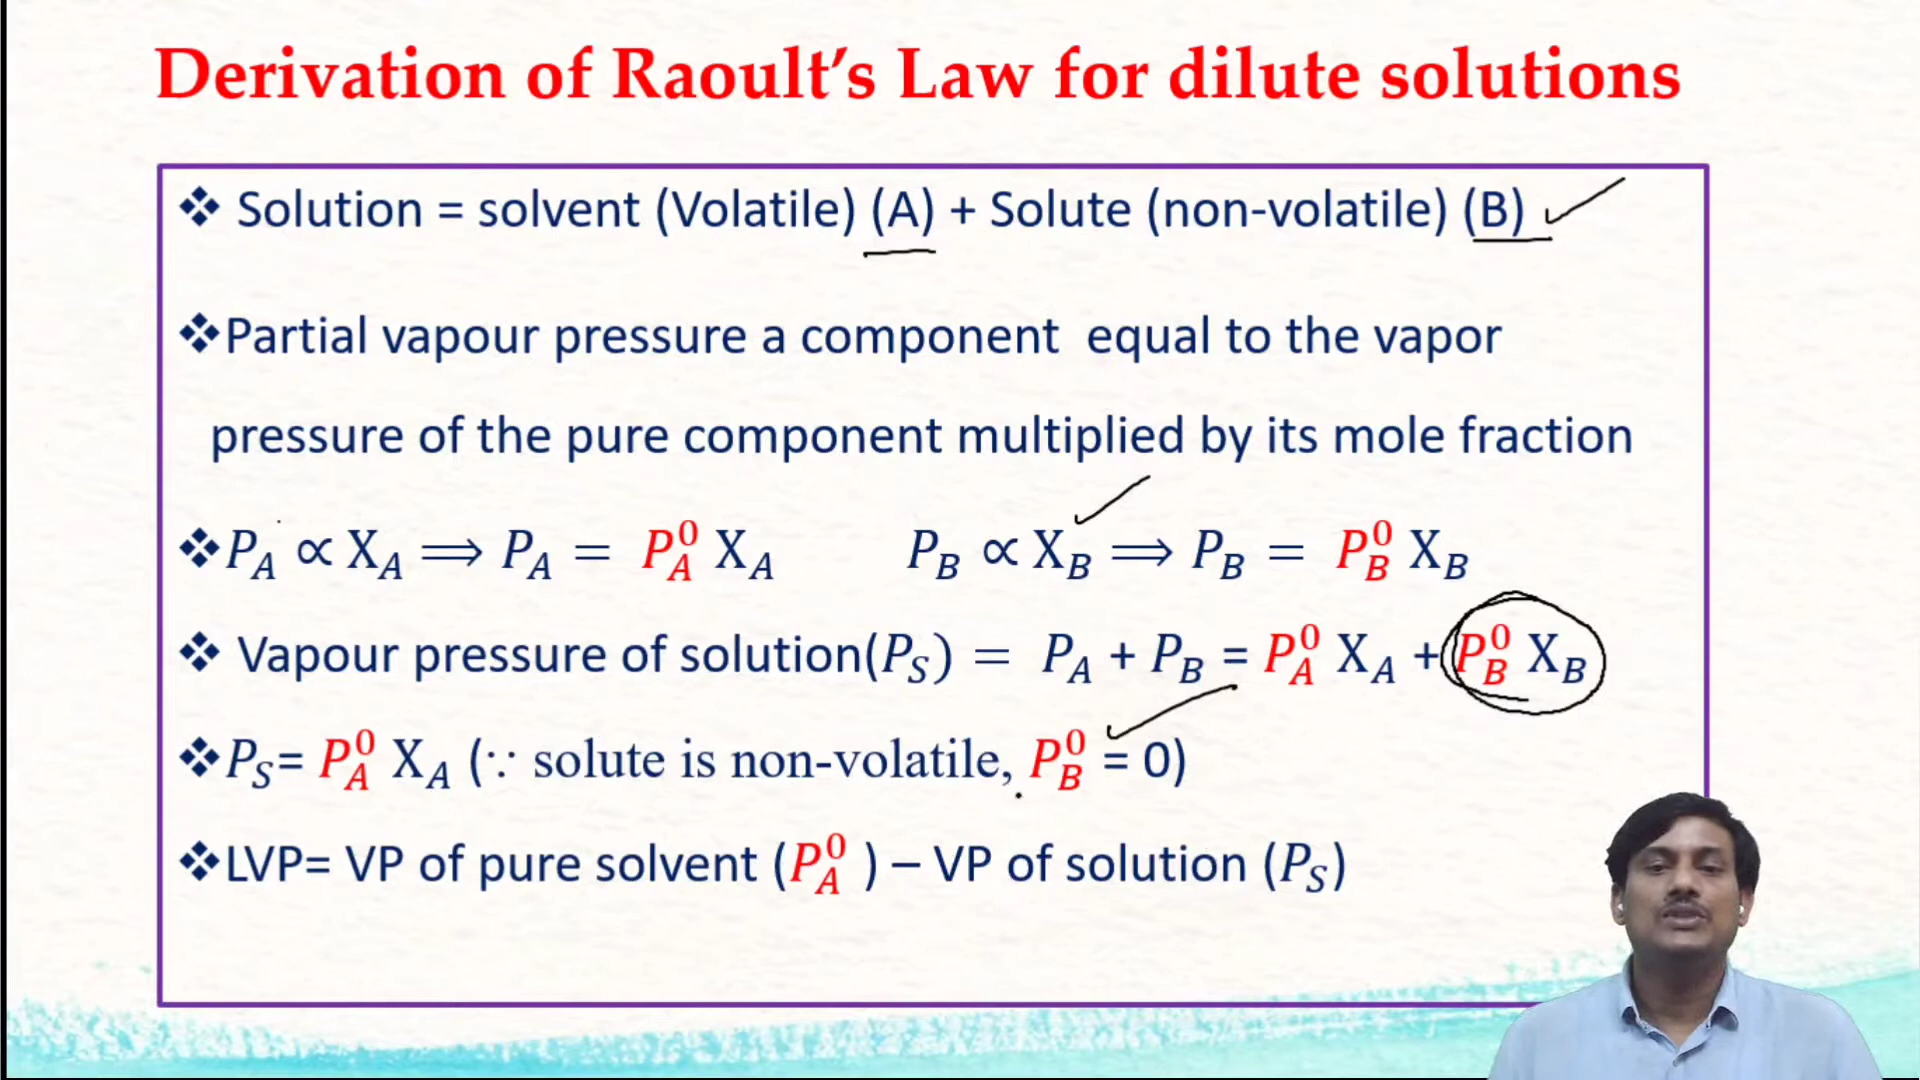 Derivation of Raoult’s Law for dilute solutions
❖ Solution = solvent (Volatile) (A) + Solute (non-volatile) (B)
❖Partial vapour pressure a component equal to the vapor
pressure of the pure component multiplied by its mole fraction
❖P_A ∝ X_A ⟹ P_A = P_A^0 X_A P_B ∝ X_B ⟹ P_B = P_B^0 X_B
❖ Vapour pressure of solution(P_S) = P_A + P_B = P_A^0 X_A + P_B^0 X_B
❖P_S= P_A^0 X_A (∵ solute is non-volatile, P_B^0 = 0)
❖LVP= VP of pure solvent (P_A^0 ) – VP of solution (P_S)